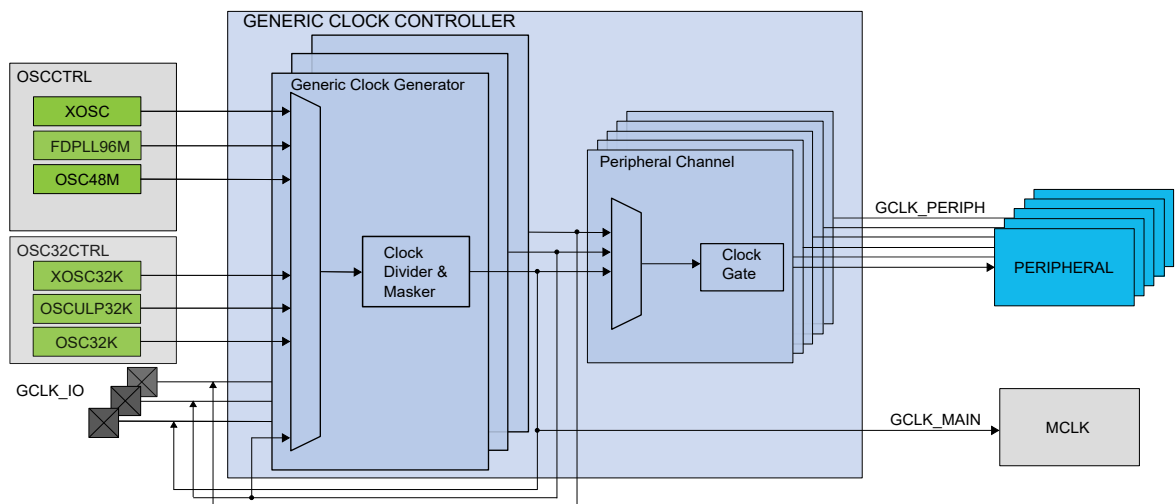 GENERIC CLOCK CONTROLLER
OSCCTRL
XOSC
FDPLL96M
OSC48M
OSC32CTRL
XOSC32K
OSCULP32K
OSC32K
GCLK_IO
Generic Clock Generator
Clock
Divider &
Masker
Peripheral Channel
Clock
Gate
GCLK_PERIPH
PERIPHERAL
GCLK_MAIN
MCLK